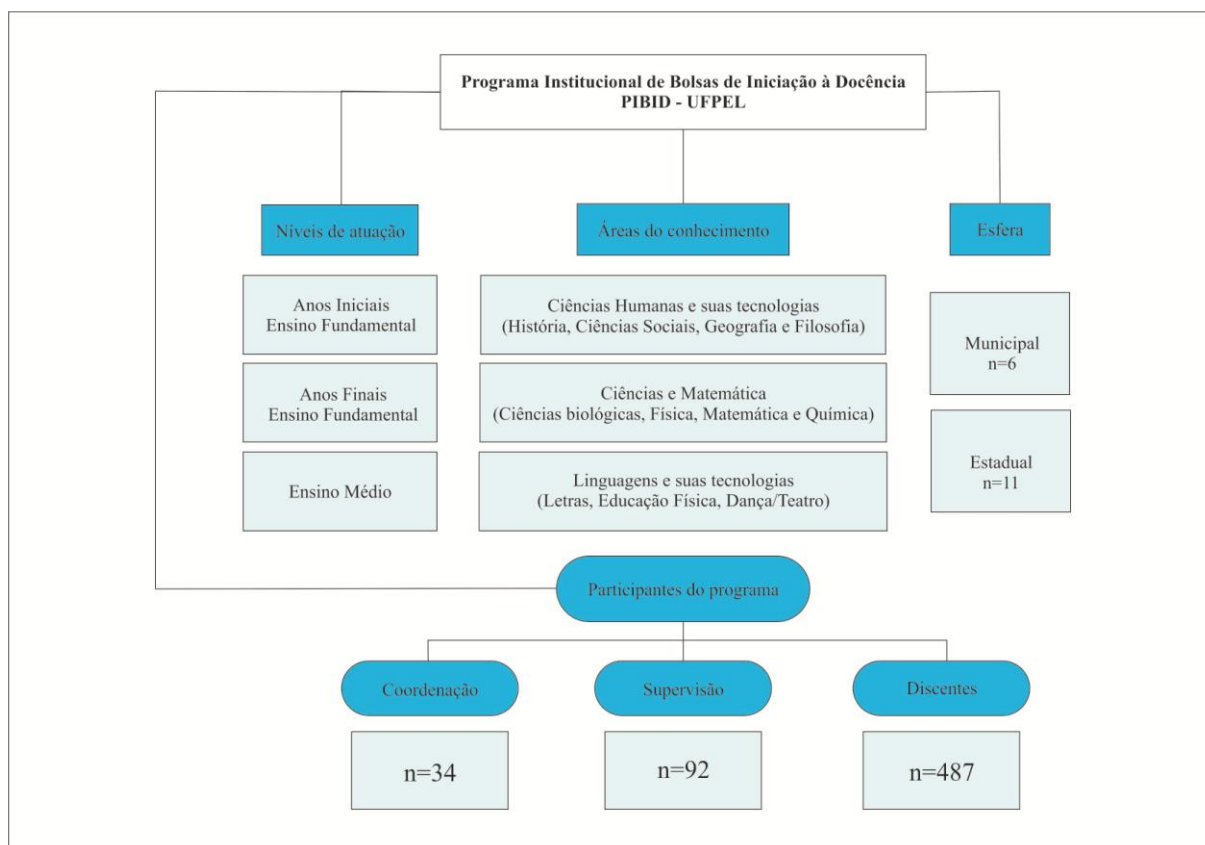 Programa Institucional de Bolsas de Iniciação à Docência
PIBID - UFPEL
Níveis de atuação
Áreas do conhecimento
Esfera
Anos Iniciais
Ensino Fundamental
Ciências Humanas e suas tecnologias
(História, Ciências Sociais, Geografia e Filosofia)
Municipal
n=6
Anos Finais
Ensino Fundamental
Ciências e Matemática
(Ciências biológicas, Física, Matemática e Química)
Estadual
n=11
Ensino Médio
Linguagens e suas tecnologias
(Letras, Educação Física, Dança/Teatro)
Participantes do programa
Coordenação
Supervisão
Discentes
n=34
n=92
n=487